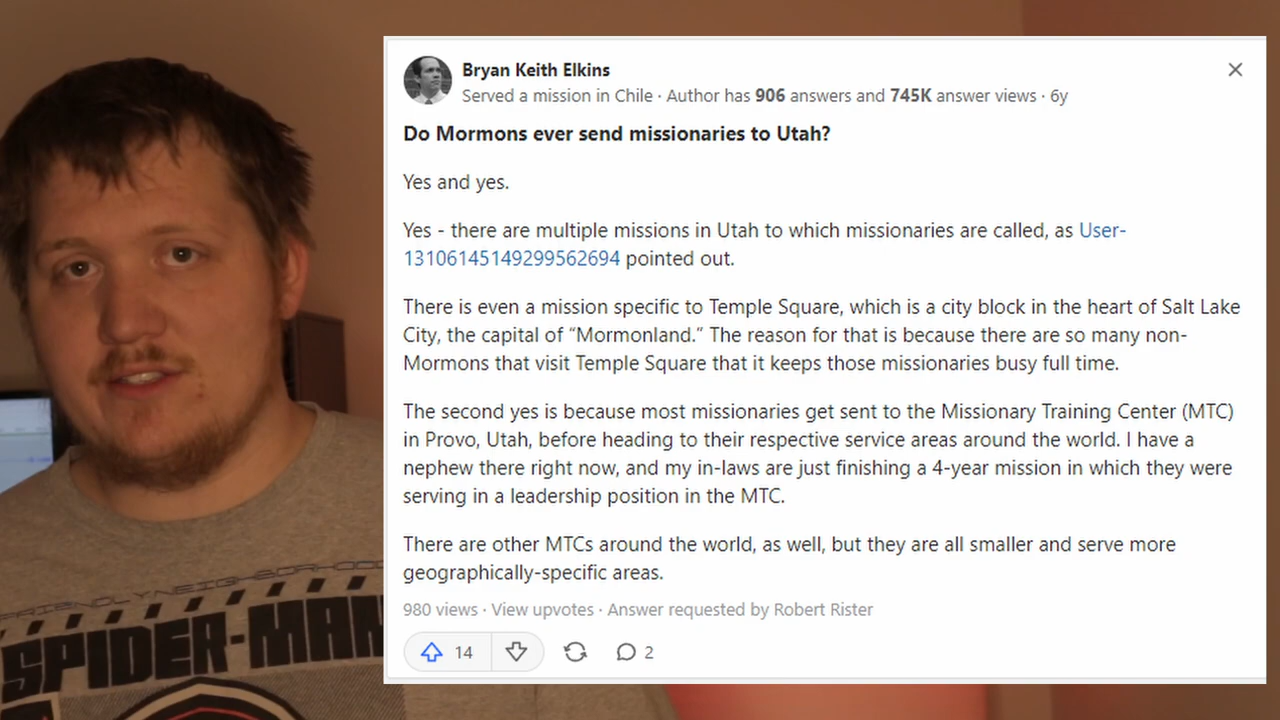 Bryan Keith Elkins
Served a mission in Chile · Author has 906 answers and 745K answer views · 6y
Do Mormons ever send missionaries to Utah?
Yes and yes.
Yes - there are multiple missions in Utah to which missionaries are called, as User-
13106145149299562694 pointed out.
There is even a mission specific to Temple Square, which is a city block in the heart of Salt Lake
City, the capital of “Mormonland.” The reason for that is because there are so many non-
Mormons that visit Temple Square that it keeps those missionaries busy full time.
The second yes is because most missionaries get sent to the Missionary Training Center (MTC)
in Provo, Utah, before heading to their respective service areas around the world. I have a
nephew there right now, and my in-laws are just finishing a 4-year mission in which they were
serving in a leadership position in the MTC.
There are other MTCs around the world, as well, but they are all smaller and serve more
geographically-specific areas.
980 views · View upvotes · Answer requested by Robert Rister
14
2
SPIDER-MAN